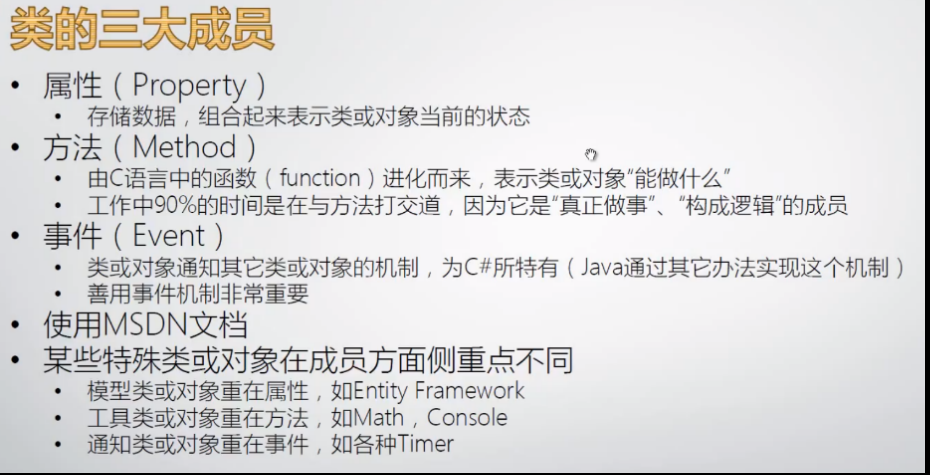 类的三大成员
• 属性（Property）
• 存储数据，组合起来表示类或对象当前的状态
• 方法（Method）
• 由C语言中的函数（function）进化而来，表示类或对象“能做什么”
• 工作中90%的时间是在与方法打交道，因为它是“真正做事”、“构成逻辑”的成员
• 事件（Event）
• 类或对象通知其它类或对象的机制，为C#所特有（Java通过其它办法实现这个机制）
• 善用事件机制非常重要
• 使用MSDN文档
• 某些特殊类或对象在成员方面侧重点不同
• 模型类或对象重在属性，如Entity Framework
• 工具类或对象重在方法，如Math，Console
• 通知类或对象重在事件，如各种Timer